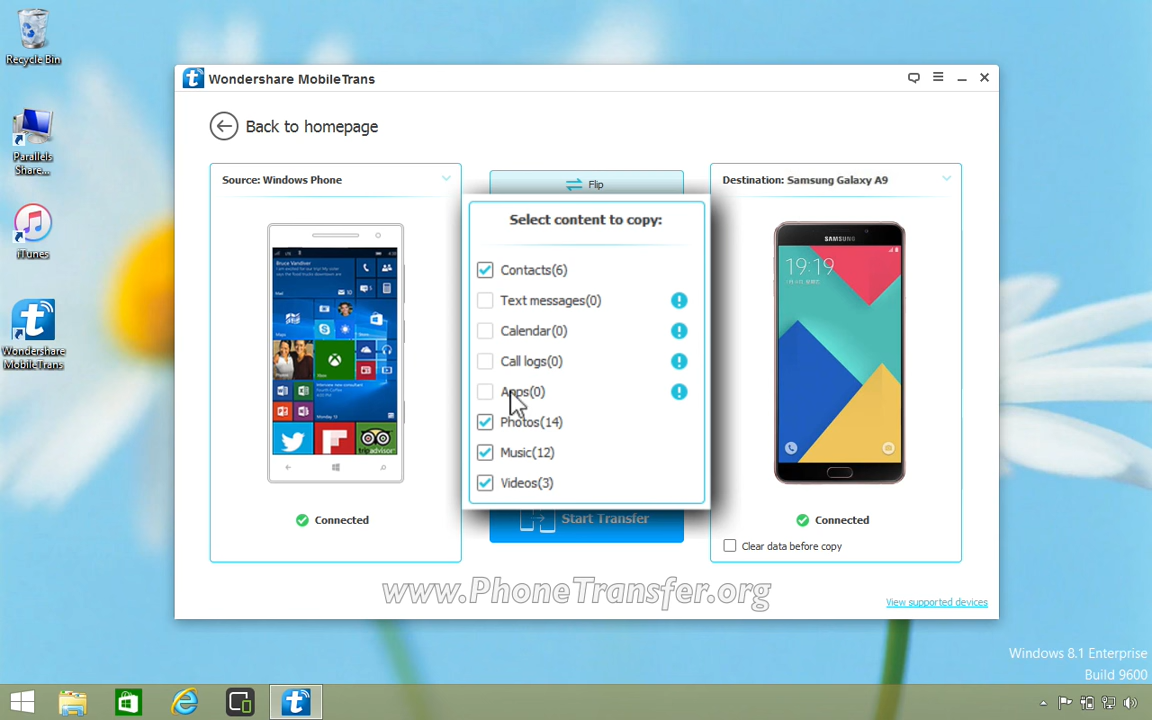 Recycle Bin
Parallels
Share...
iTunes
Wondershare
MobileTrans
Wondershare MobileTrans
Back to homepage
Source: Windows Phone
Connected
Flip
Select content to copy:
Contacts(6)
Text messages(0)
Calendar(0)
Call logs(0)
Apps(0)
Photos(14)
Music(12)
Videos(3)
Start Transfer
Destination: Samsung Galaxy A9
SAMSUNG
19:19
Connected
Clear data before copy
www.PhoneTransfer.org
View supported devices
Windows 8.1 Enterprise
Build 9600